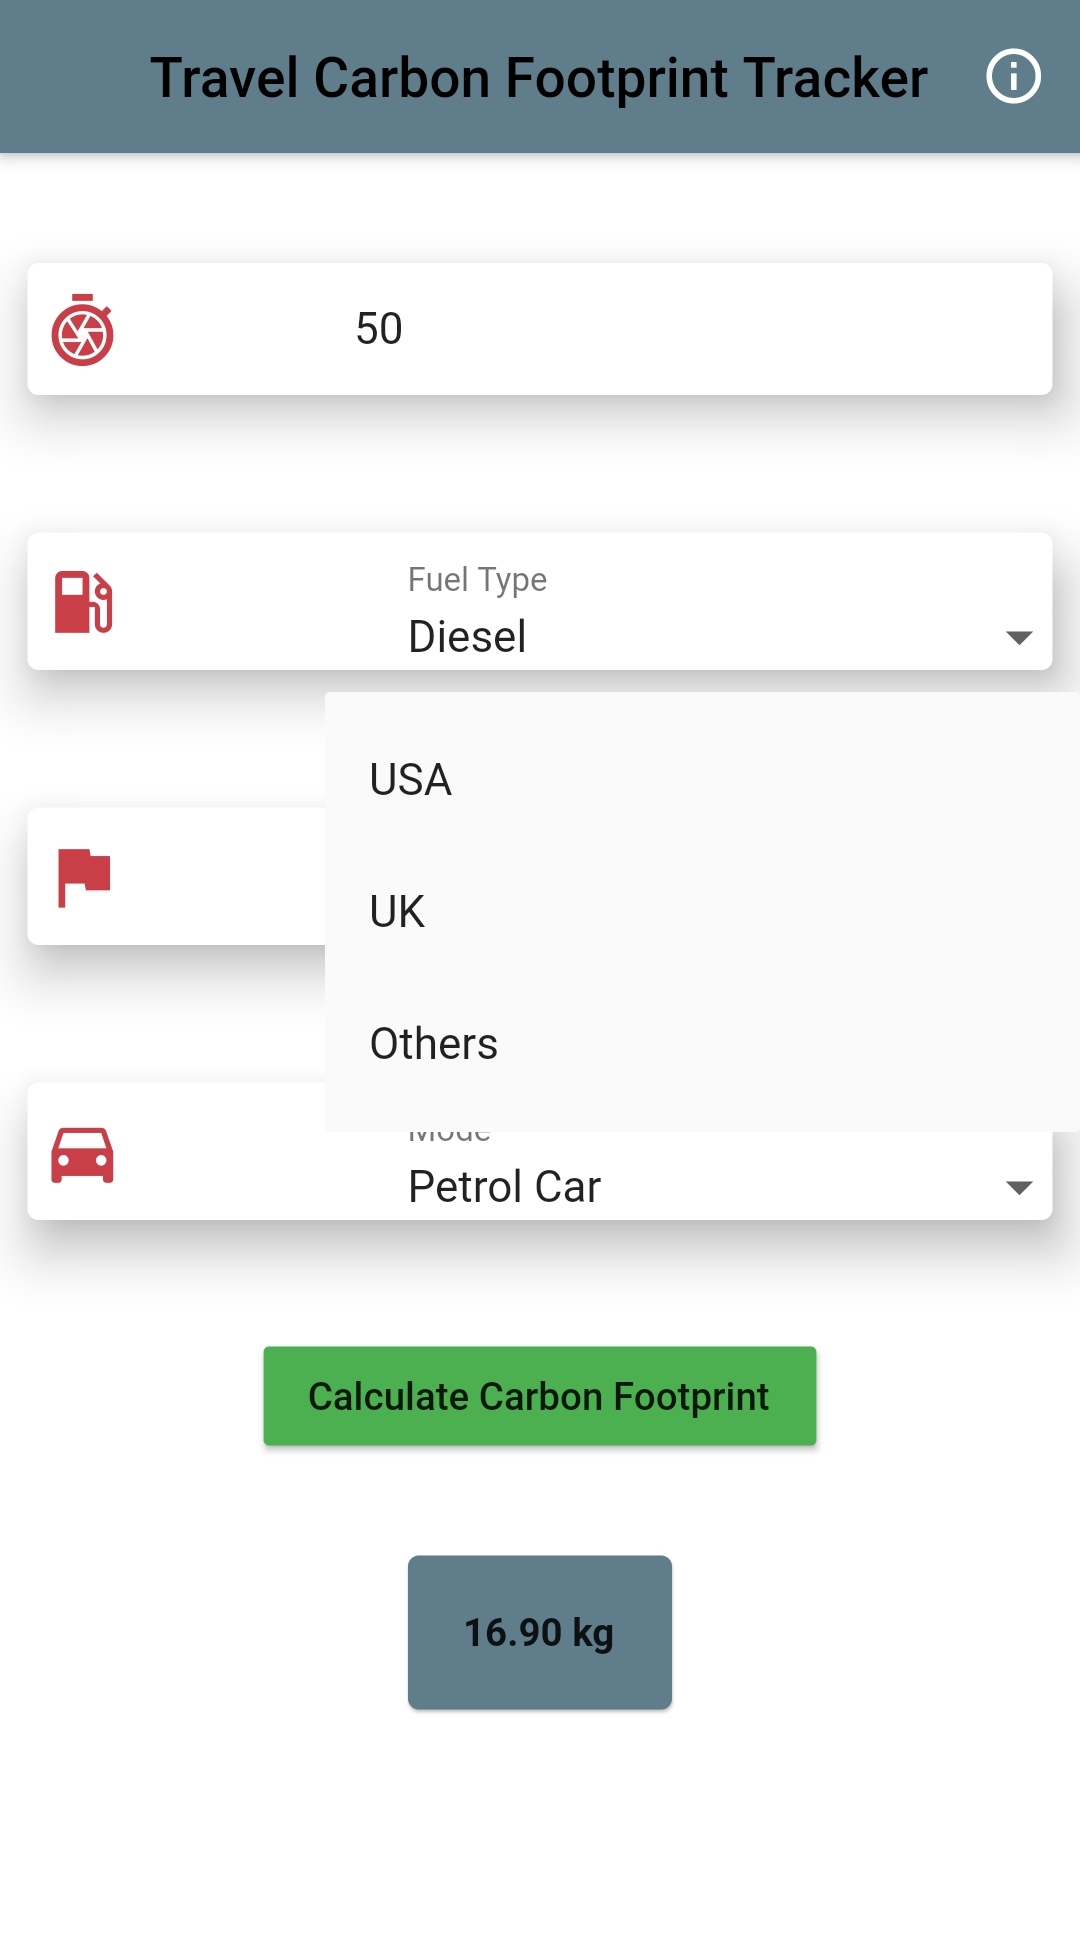 Travel Carbon Footprint Tracker
50
Fuel Type
Diesel
USA
UK
Others
Mode
Petrol Car
Calculate Carbon Footprint
16.90 kg